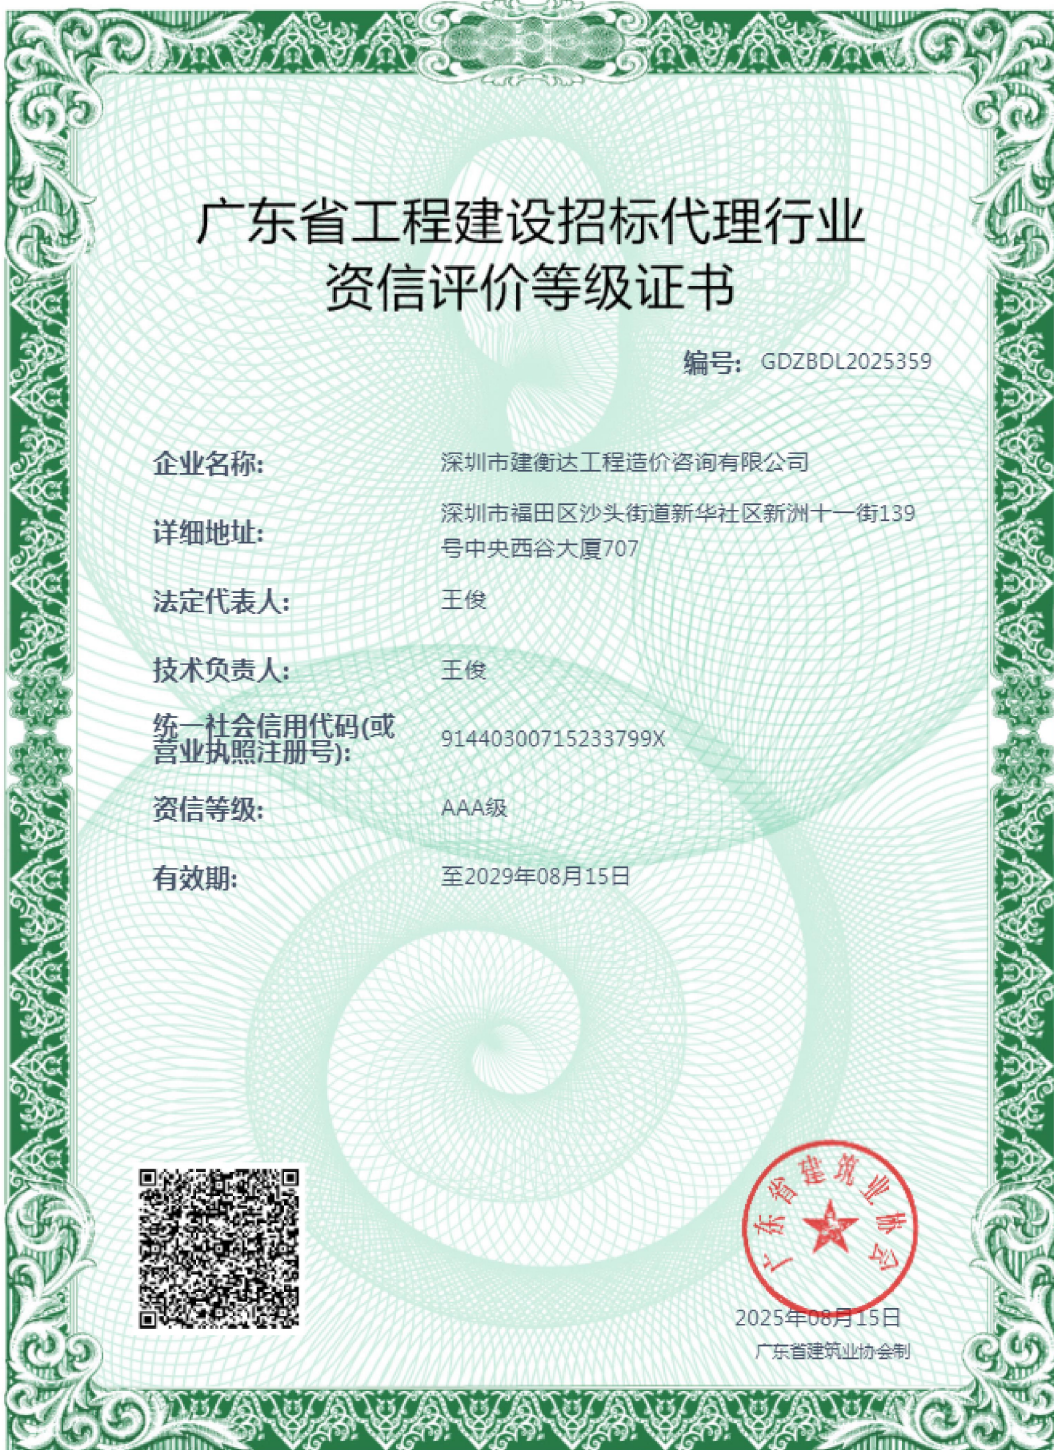 广东省工程建设招标代理行业
资信评价等级证书
编号: GDZBDL2025359
企业名称: 深圳市建衡达工程造价咨询有限公司
详细地址: 深圳市福田区沙头街道新华社区新洲十一街139
号中央西谷大厦707
法定代表人: 王俊
技术负责人: 王俊
统一社会信用代码(或
营业执照注册号): 91440300715233799X
资信等级: AAA级
有效期: 至2029年08月15日
广东省建筑业协会
2025年08月15日
广东省建筑业协会制